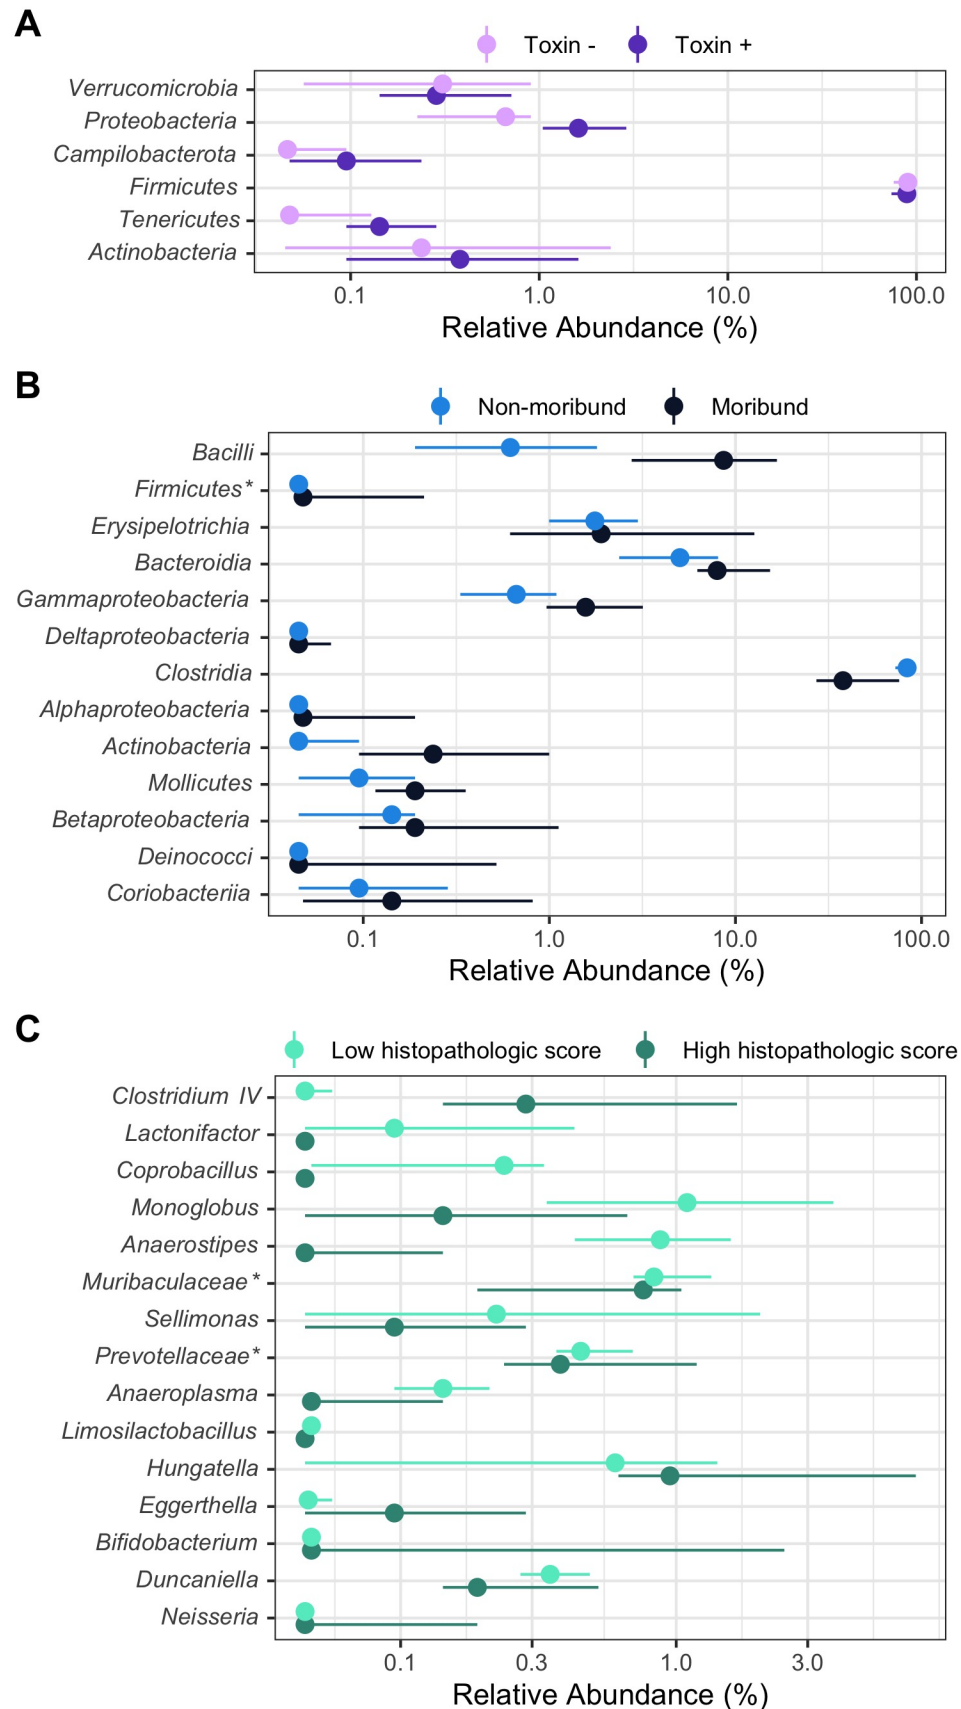 A
Toxin - Toxin +
Verrucomicrobia
Proteobacteria
Campilobacterota
Firmicutes
Tenericutes
Actinobacteria
0.1 1.0 10.0 100.0
Relative Abundance (%)
B
Non-moribund Moribund
Bacilli
Firmicutes*
Erysipelotrichia
Bacteroidia
Gammaproteobacteria
Deltaproteobacteria
Clostridia
Alphaproteobacteria
Actinobacteria
Mollicutes
Betaproteobacteria
Deinococci
Coriobacteriia
0.1 1.0 10.0 100.0
Relative Abundance (%)
C
Low histopathologic score High histopathologic score
Clostridium IV
Lactonifactor
Coprobacillus
Monoglobus
Anaerostipes
Muribaculaceae*
Sellimonas
Prevotellaceae*
Anaeroplasma
Limosilactobacillus
Hungatella
Eggerthella
Bifidobacterium
Duncaniella
Neisseria
0.1 0.3 1.0 3.0
Relative Abundance (%)